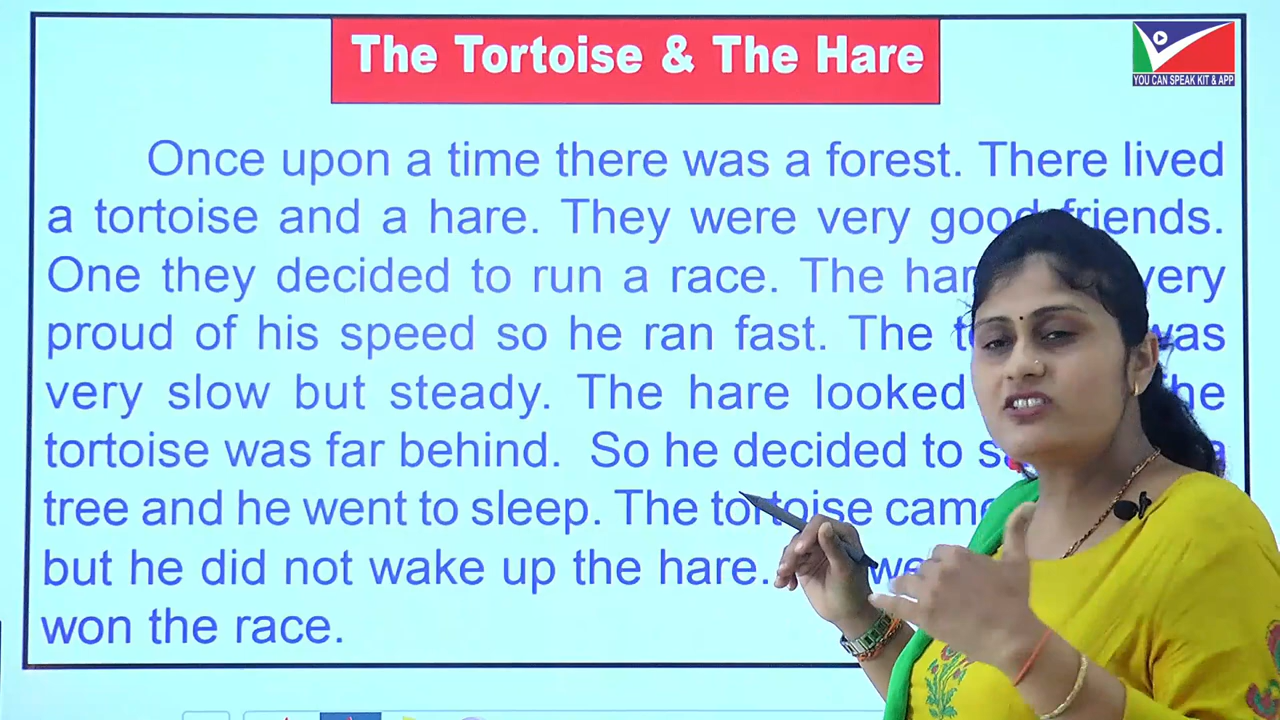 The Tortoise & The Hare
YOU CAN SPEAK KIT & APP
Once upon a time there was a forest. There lived
a tortoise and a hare. They were very good friends.
One they decided to run a race. The very
proud of his speed so he ran fast. The was
very slow but steady. The hare looked
tortoise was far behind. So he decided to a
tree and he went to sleep. The tortoise came
but he did not wake up the hare.
won the race.